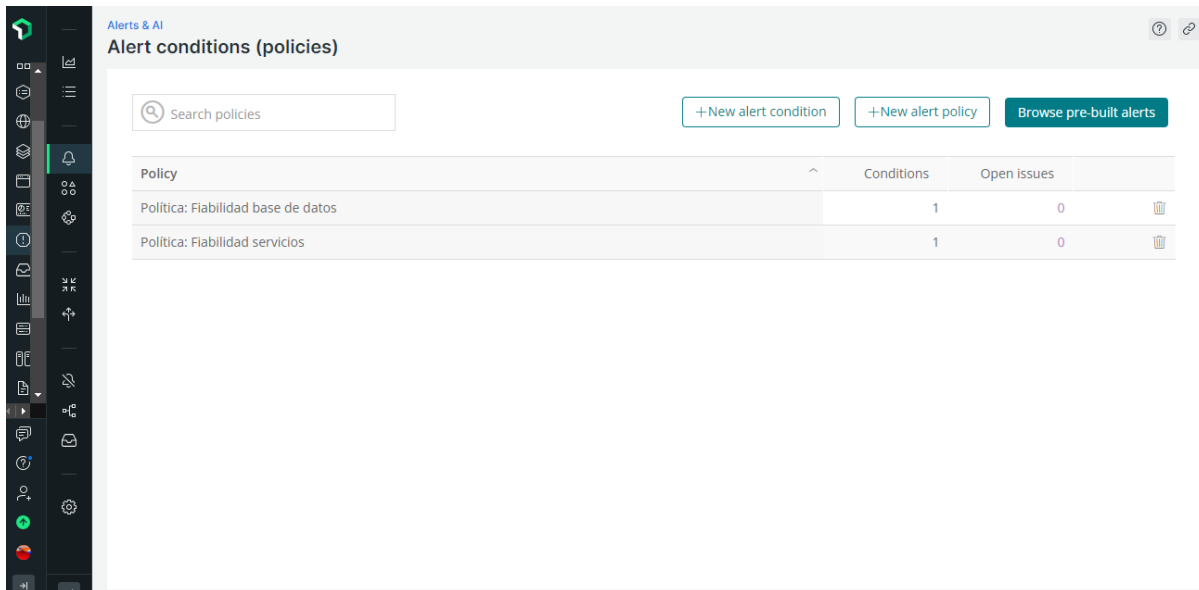 Alerts & AI
Alert conditions (policies)
Search policies
+New alert condition
+New alert policy
Browse pre-built alerts
Policy Conditions Open issues
Política: Fiabilidad base de datos 1 0
Política: Fiabilidad servicios 1 0